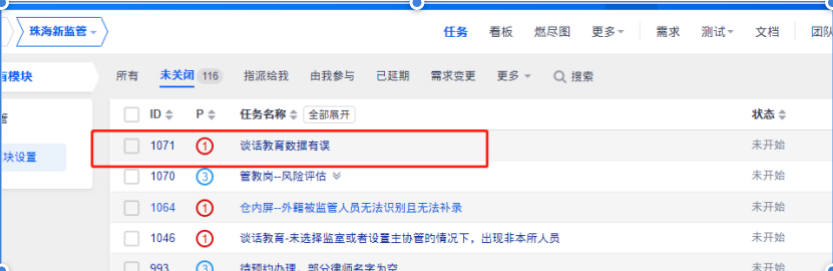 珠海新监管 任务 看板 燃尽图 更多 需求 测试 文档 团队
有模块 所有 未关闭 116 指派给我 由我参与 已延期 需求变更 更多 搜索
ID P 任务名称 全部展开 状态
1071 1 谈话教育数据有误 未开始
块设置
1070 3 管教岗--风险评估 未开始
1064 1 仓内屏--外籍被监管人员无法识别且无法补录 未开始
1046 1 谈话教育-未选择监室或者设置主协管的情况下，出现非本所人员 未开始
993 3 待预约办理，部分律师名字为空 未开始